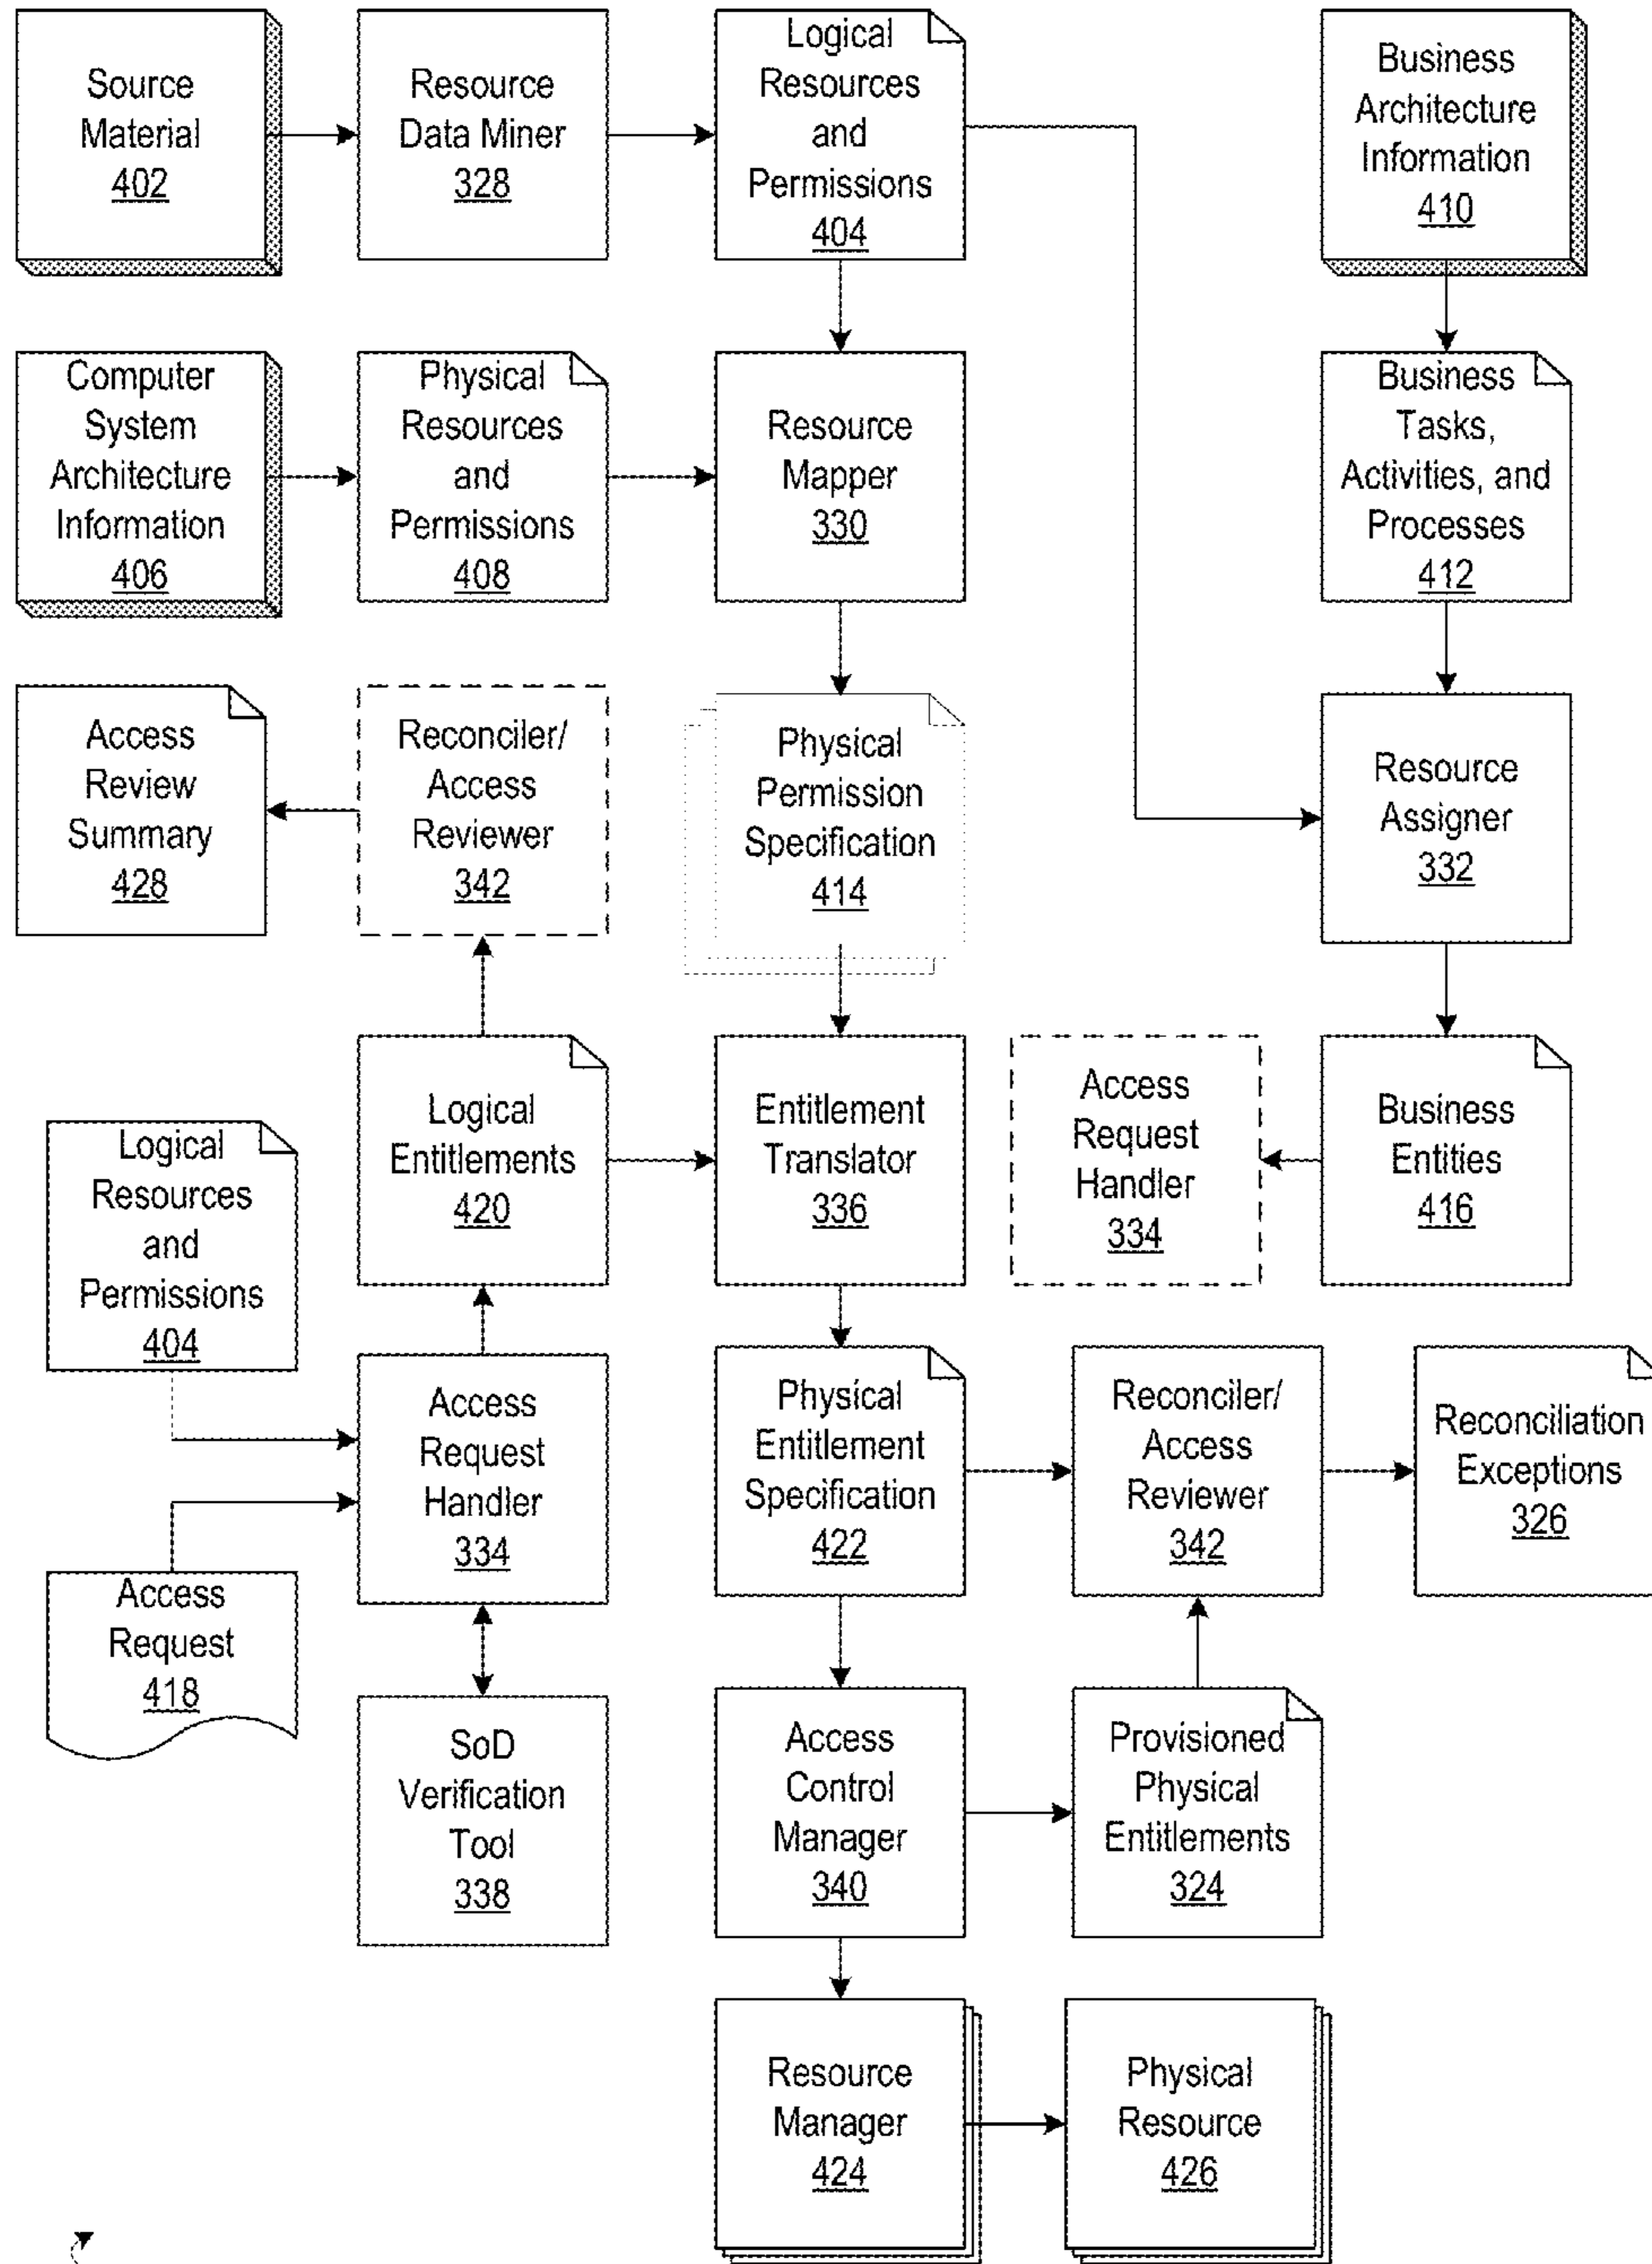 Source
Material
402
Resource
Data Miner
328
Logical
Resources
and
Permissions
404
Business
Architecture
Information
410
Computer
System
Architecture
Information
406
Physical
Resources
and
Permissions
408
Resource
Mapper
330
Business
Tasks,
Activities, and
Processes
412
Access
Review
Summary
428
Reconciler/
Access
Reviewer
342
Physical
Permission
Specification
414
Resource
Assigner
332
Logical
Resources
and
Permissions
404
Logical
Entitlements
420
Entitlement
Translator
336
Access
Request
Handler
334
Business
Entities
416
Access
Request
Handler
334
Physical
Entitlement
Specification
422
Reconciler/
Access
Reviewer
342
Reconciliation
Exceptions
326
Access
Request
418
SoD
Verification
Tool
338
Access
Control
Manager
340
Provisioned
Physical
Entitlements
324
Resource
Manager
424
Physical
Resource
426